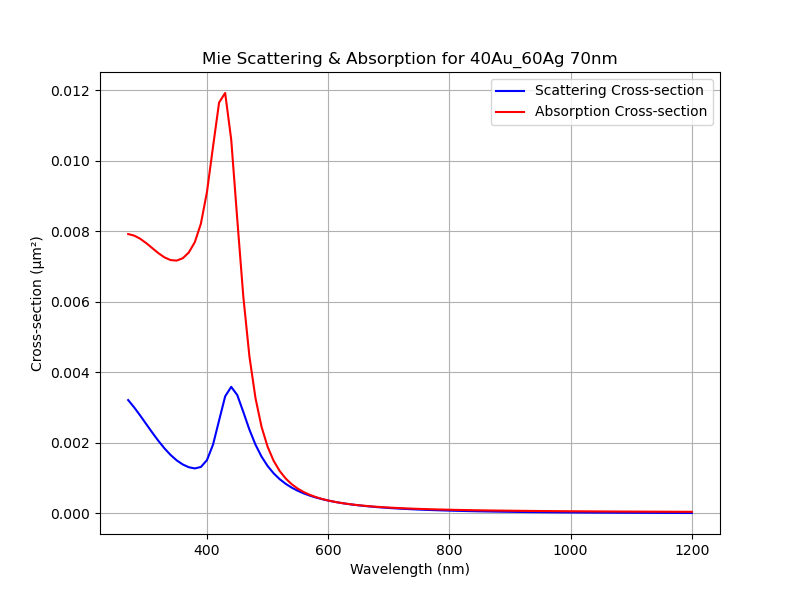 Mie Scattering & Absorption for 40Au_60Ag 70nm
Scattering Cross-section
Absorption Cross-section
0.012
0.010
0.008
0.006
0.004
0.002
0.000
Cross-section (μm²)
400 600 800 1000 1200
Wavelength (nm)